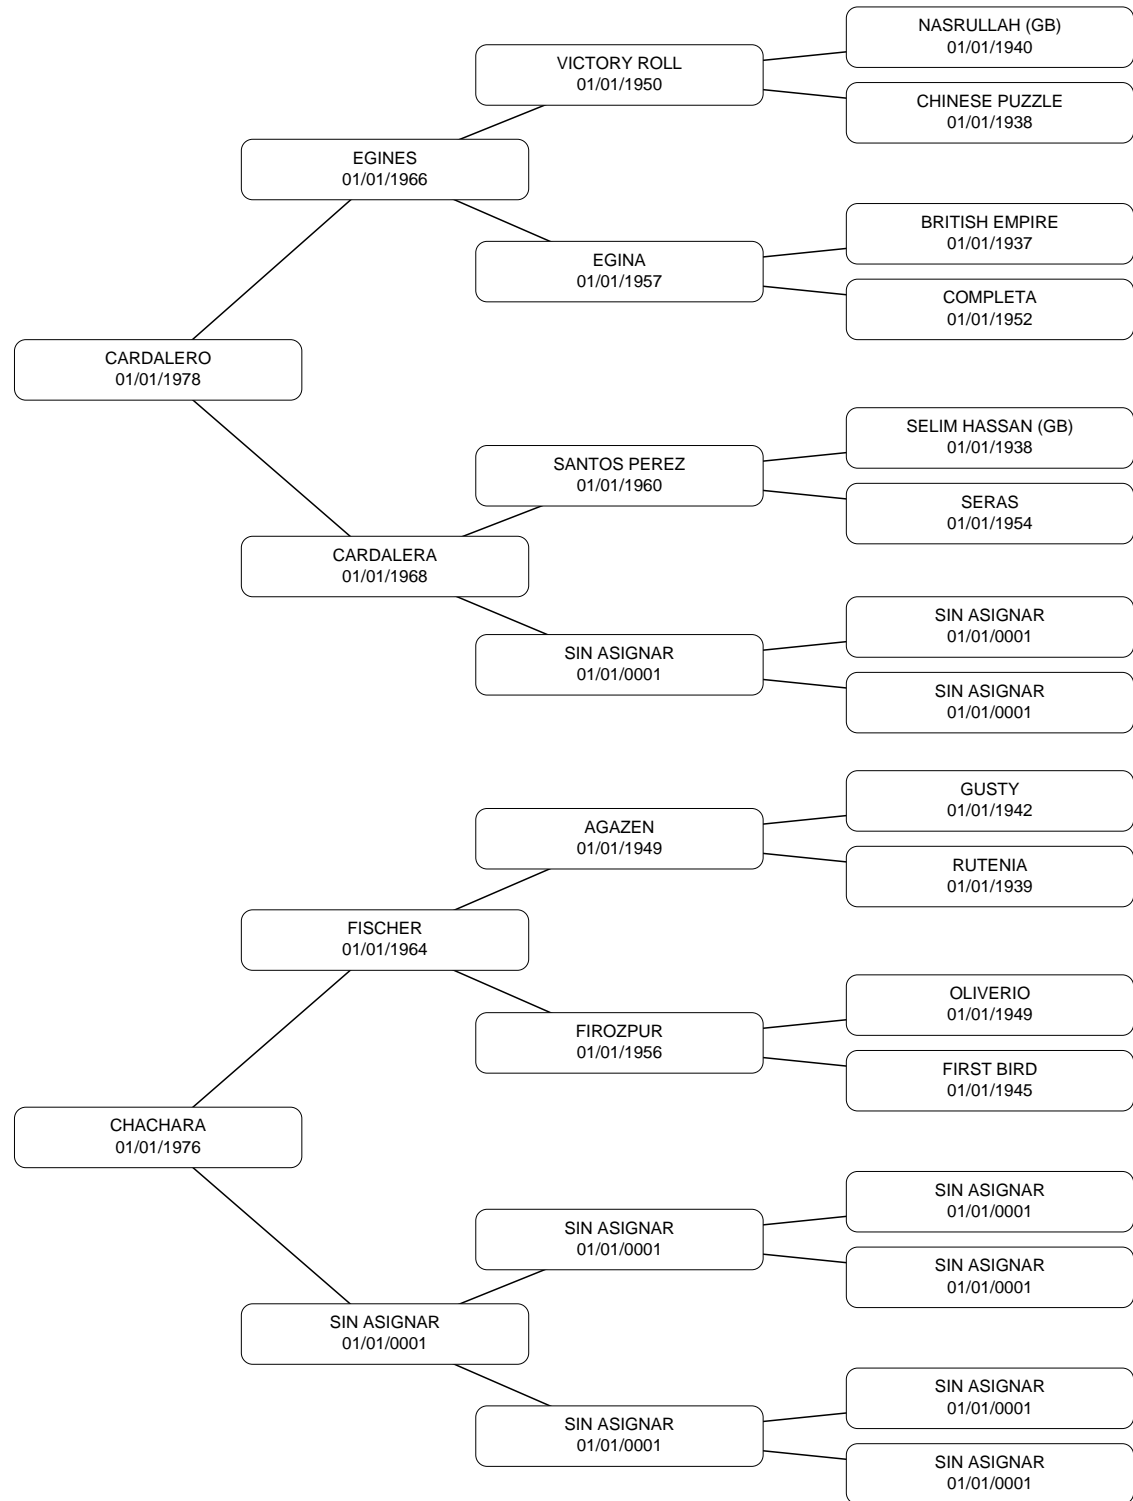 NASRULLAH (GB)
01/01/1940
VICTORY ROLL
01/01/1950
CHINESE PUZZLE
01/01/1938
EGINES
01/01/1966
BRITISH EMPIRE
01/01/1937
EGINA
01/01/1957
COMPLETA
01/01/1952
CARDALERO
01/01/1978
SELIM HASSAN (GB)
01/01/1938
SANTOS PEREZ
01/01/1960
SERAS
01/01/1954
CARDALERA
01/01/1968
SIN ASIGNAR
01/01/0001
SIN ASIGNAR
01/01/0001
SIN ASIGNAR
01/01/0001
GUSTY
01/01/1942
AGAZEN
01/01/1949
RUTENIA
01/01/1939
FISCHER
01/01/1964
OLIVERIO
01/01/1949
FIROZPUR
01/01/1956
FIRST BIRD
01/01/1945
CHACHARA
01/01/1976
SIN ASIGNAR
01/01/0001
SIN ASIGNAR
01/01/0001
SIN ASIGNAR
01/01/0001
SIN ASIGNAR
01/01/0001
SIN ASIGNAR
01/01/0001
SIN ASIGNAR
01/01/0001
SIN ASIGNAR
01/01/0001